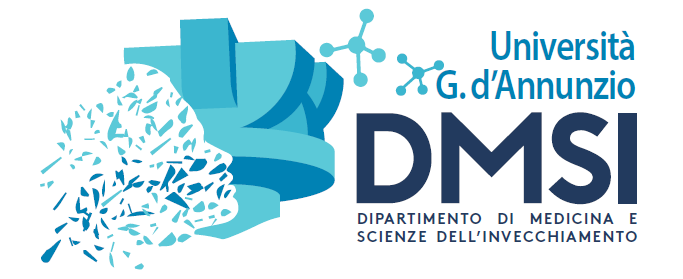 Università
G. d'Annunzio
DMSI
DIPARTIMENTO DI MEDICINA E
SCIENZE DELL'INVECCHIAMENTO